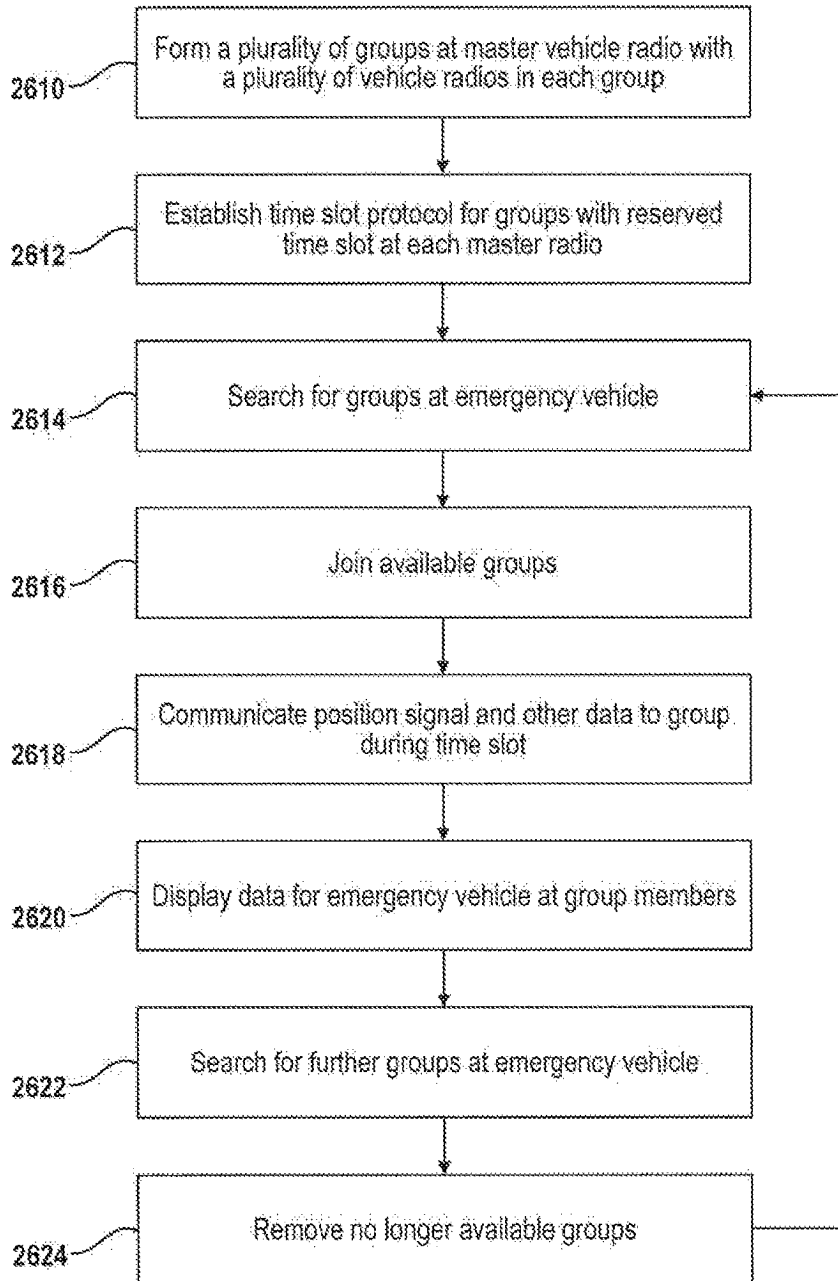 2610
Form a plurality of groups at master vehicle radio with
a plurality of vehicle radios in each group
2612
Establish time slot protocol for groups with reserved
time slot at each master radio
2614
Search for groups at emergency vehicle
2616
Join available groups
2618
Communicate position signal and other data to group
during time slot
2620
Display data for emergency vehicle at group members
2622
Search for further groups at emergency vehicle
2624
Remove no longer available groups